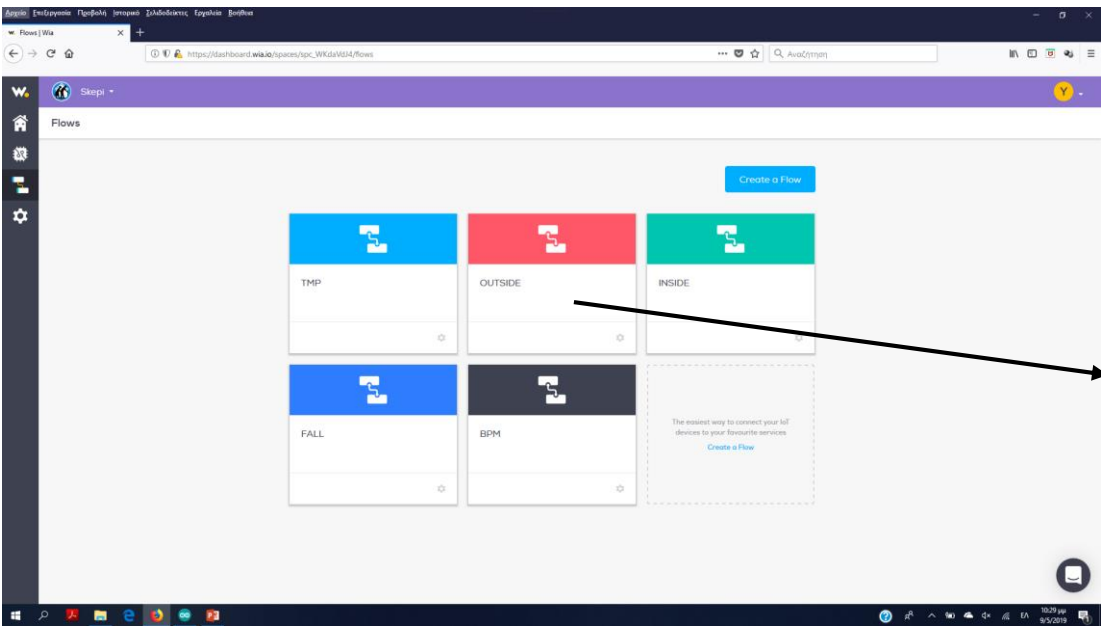 Αρχείο Επεξεργασία Προβολή Ιστορικό Σελιδοδείκτες Εργαλεία Βοήθεια
Flows | Wia
https://dashboard.wia.io/spaces/spc_WKdaVdJ4/flows
Αναζήτηση
Skepi
Y
Flows
Create a Flow
TMP OUTSIDE INSIDE
FALL BPM
The easiest way to connect your IoT
devices to your favourite services
Create a Flow
ΕΛ
10:29 μμ
9/5/2019